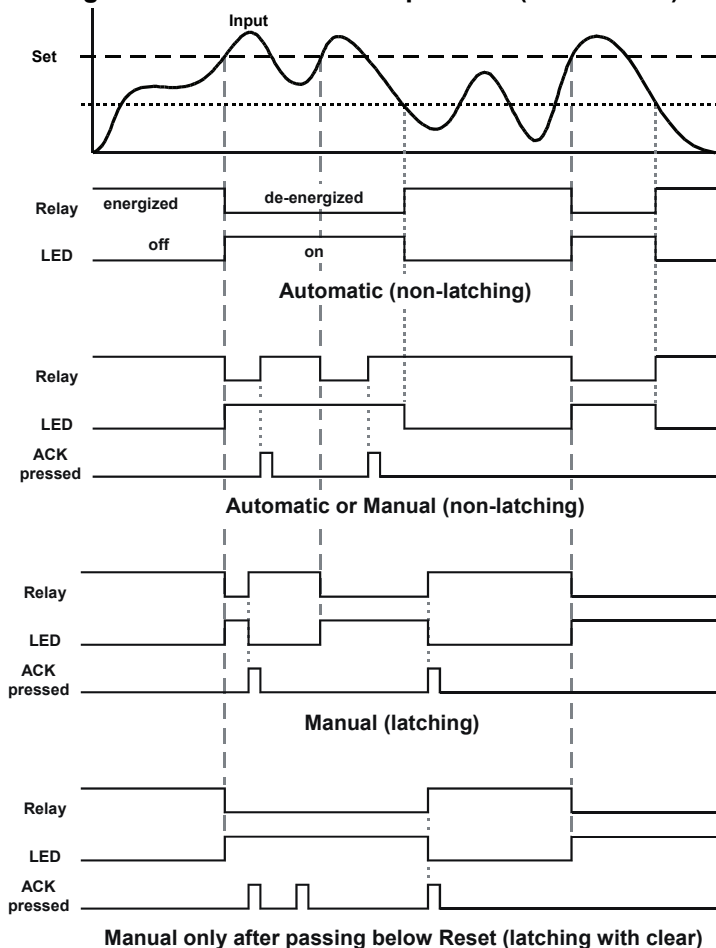 Input
Set
Relay energized de-energized
LED off on
Automatic (non-latching)
Relay
LED
ACK
pressed
Automatic or Manual (non-latching)
Relay
LED
ACK
pressed
Manual (latching)
Relay
LED
ACK
pressed
Manual only after passing below Reset (latching with clear)